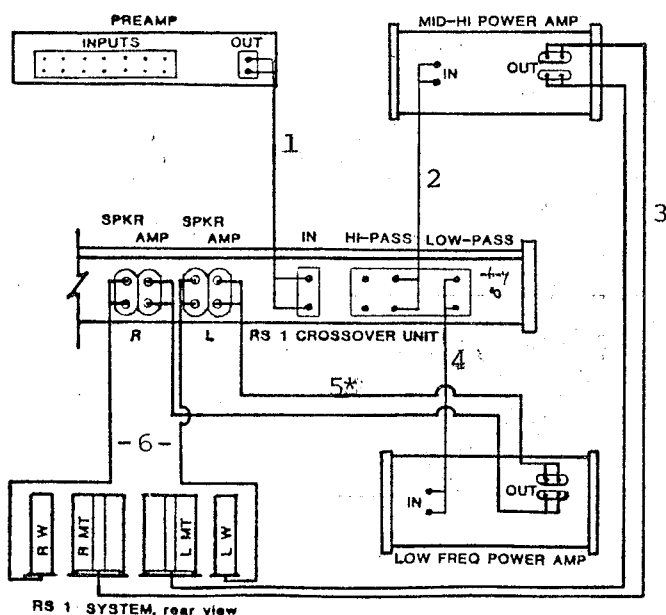 PREAMP
INPUTS
OUT
MID-HI POWER AMP
IN
OUT
1
2
3
SPKR
AMP
SPKR
AMP
IN
HI-PASS
LOW-PASS
R
L
RS 1 CROSSOVER UNIT
4
5*
-6-
R W
R MT
L MT
L W
IN
OUT
LOW FREQ POWER AMP
RS 1 SYSTEM, rear view